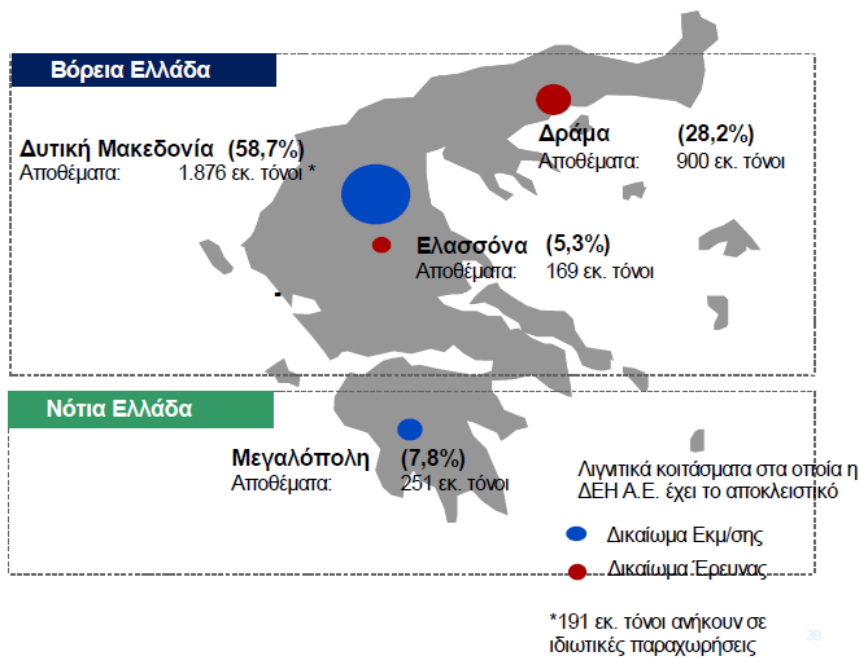 Βόρεια Ελλάδα
Δράμα (28,2%)
Αποθέματα: 900 εκ. τόνοι
Δυτική Μακεδονία (58,7%)
Αποθέματα: 1.876 εκ. τόνοι *
Ελασσόνα (5,3%)
Αποθέματα: 169 εκ. τόνοι
Νότια Ελλάδα
Μεγαλόπολη (7,8%)
Αποθέματα: 251 εκ. τόνοι
Λιγνιτικά κοιτάσματα στα οποία η
ΔΕΗ Α.Ε. έχει το αποκλειστικό
Δικαίωμα Εκμ/σης
Δικαίωμα Έρευνας
*191 εκ. τόνοι ανήκουν σε
ιδιωτικές παραχωρήσεις
39